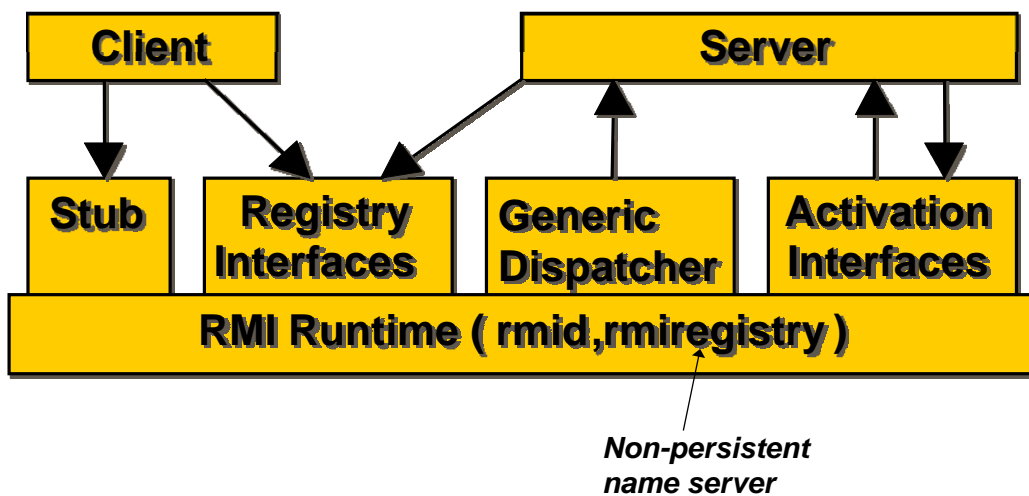 Client
Server
Stub
Registry
Interfaces
Generic
Dispatcher
Activation
Interfaces
RMI Runtime ( rmid,rmiregistry )
Non-persistent
name server